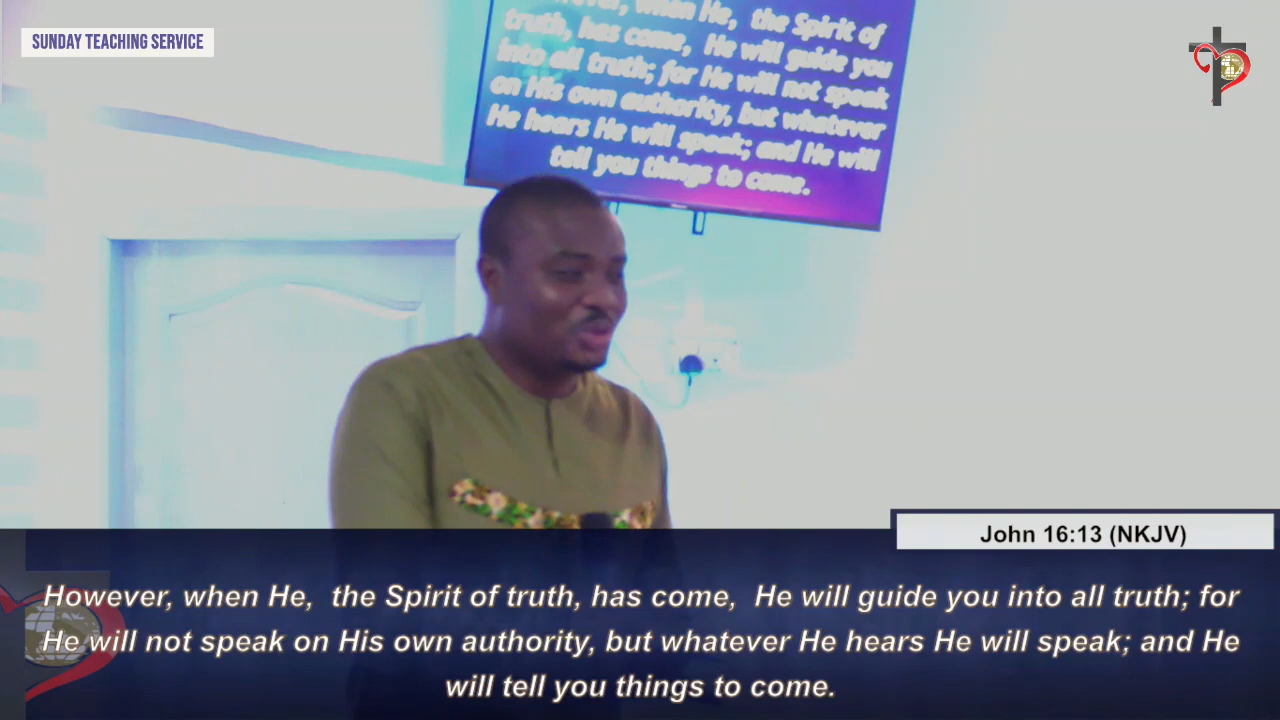 SUNDAY TEACHING SERVICE
when He, the Spirit of
truth, has come, He will guide you
into all truth; for He will not speak
on His own authority, but whatever
He hears He will speak; and He will
tell you things to come.
John 16:13 (NKJV)
However, when He, the Spirit of truth, has come, He will guide you into all truth; for
He will not speak on His own authority, but whatever He hears He will speak; and He
will tell you things to come.